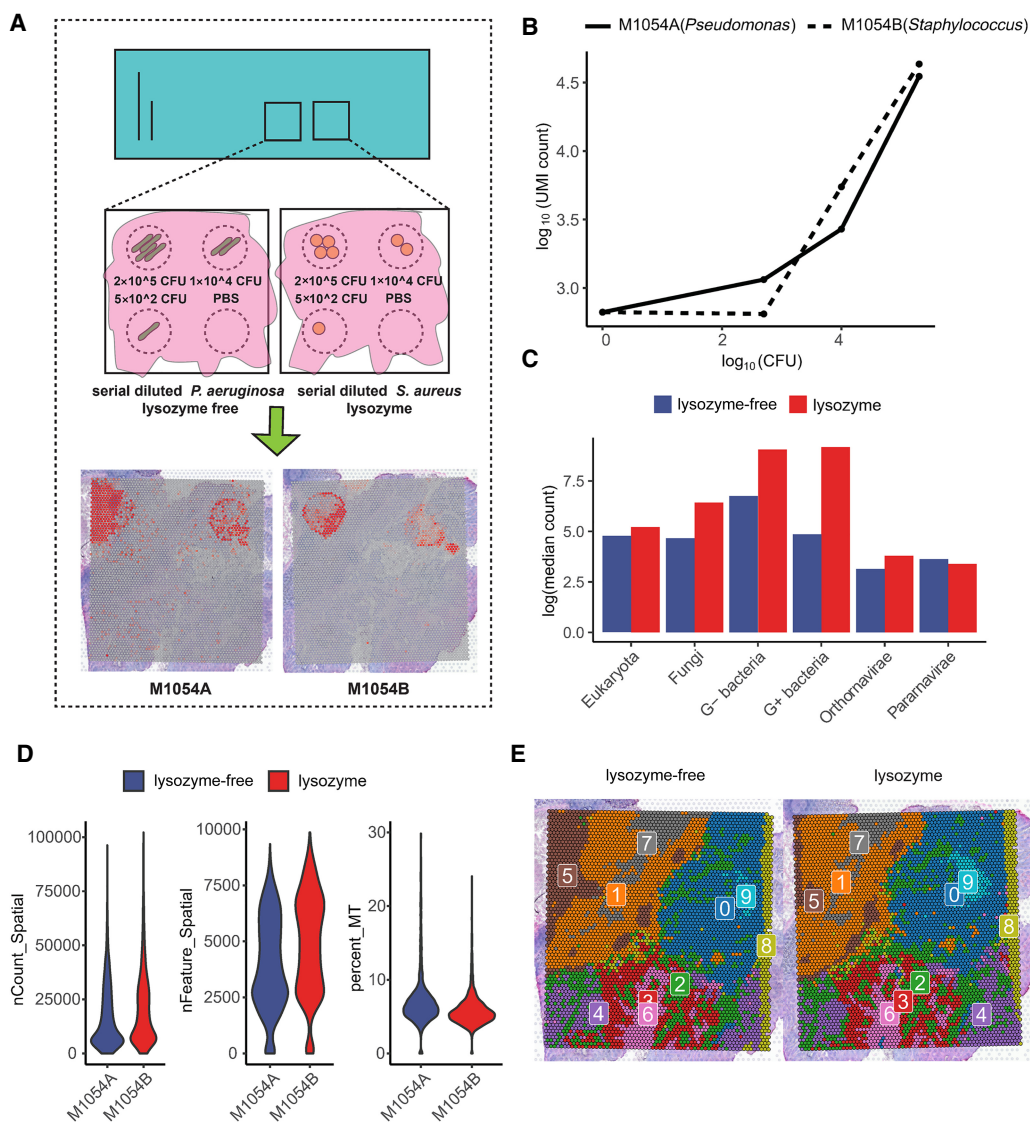 A
2×10^5 CFU 1×10^4 CFU
5×10^2 CFU PBS
2×10^5 CFU 1×10^4 CFU
5×10^2 CFU PBS
serial diluted P. aeruginosa
lysozyme free
serial diluted S. aureus
lysozyme
M1054A
M1054B
B
M1054A(Pseudomonas)
M1054B(Staphylococcus)
log10 (UMI count)
4.5
4.0
3.5
3.0
0
2
4
log10 (CFU)
C
lysozyme-free
lysozyme
log(median count)
7.5
5.0
2.5
0.0
Eukaryota
Fungi
G− bacteria
G+ bacteria
Orthornavirae
Pararnavirae
D
lysozyme-free
lysozyme
nCount_Spatial
100000
75000
50000
25000
0
M1054A
M1054B
nFeature_Spatial
10000
7500
5000
2500
0
M1054A
M1054B
percent_MT
30
20
10
0
M1054A
M1054B
E
lysozyme-free
7
5
1
9
0
8
2
3
4
6
lysozyme
7
5
1
9
0
8
2
3
4
6